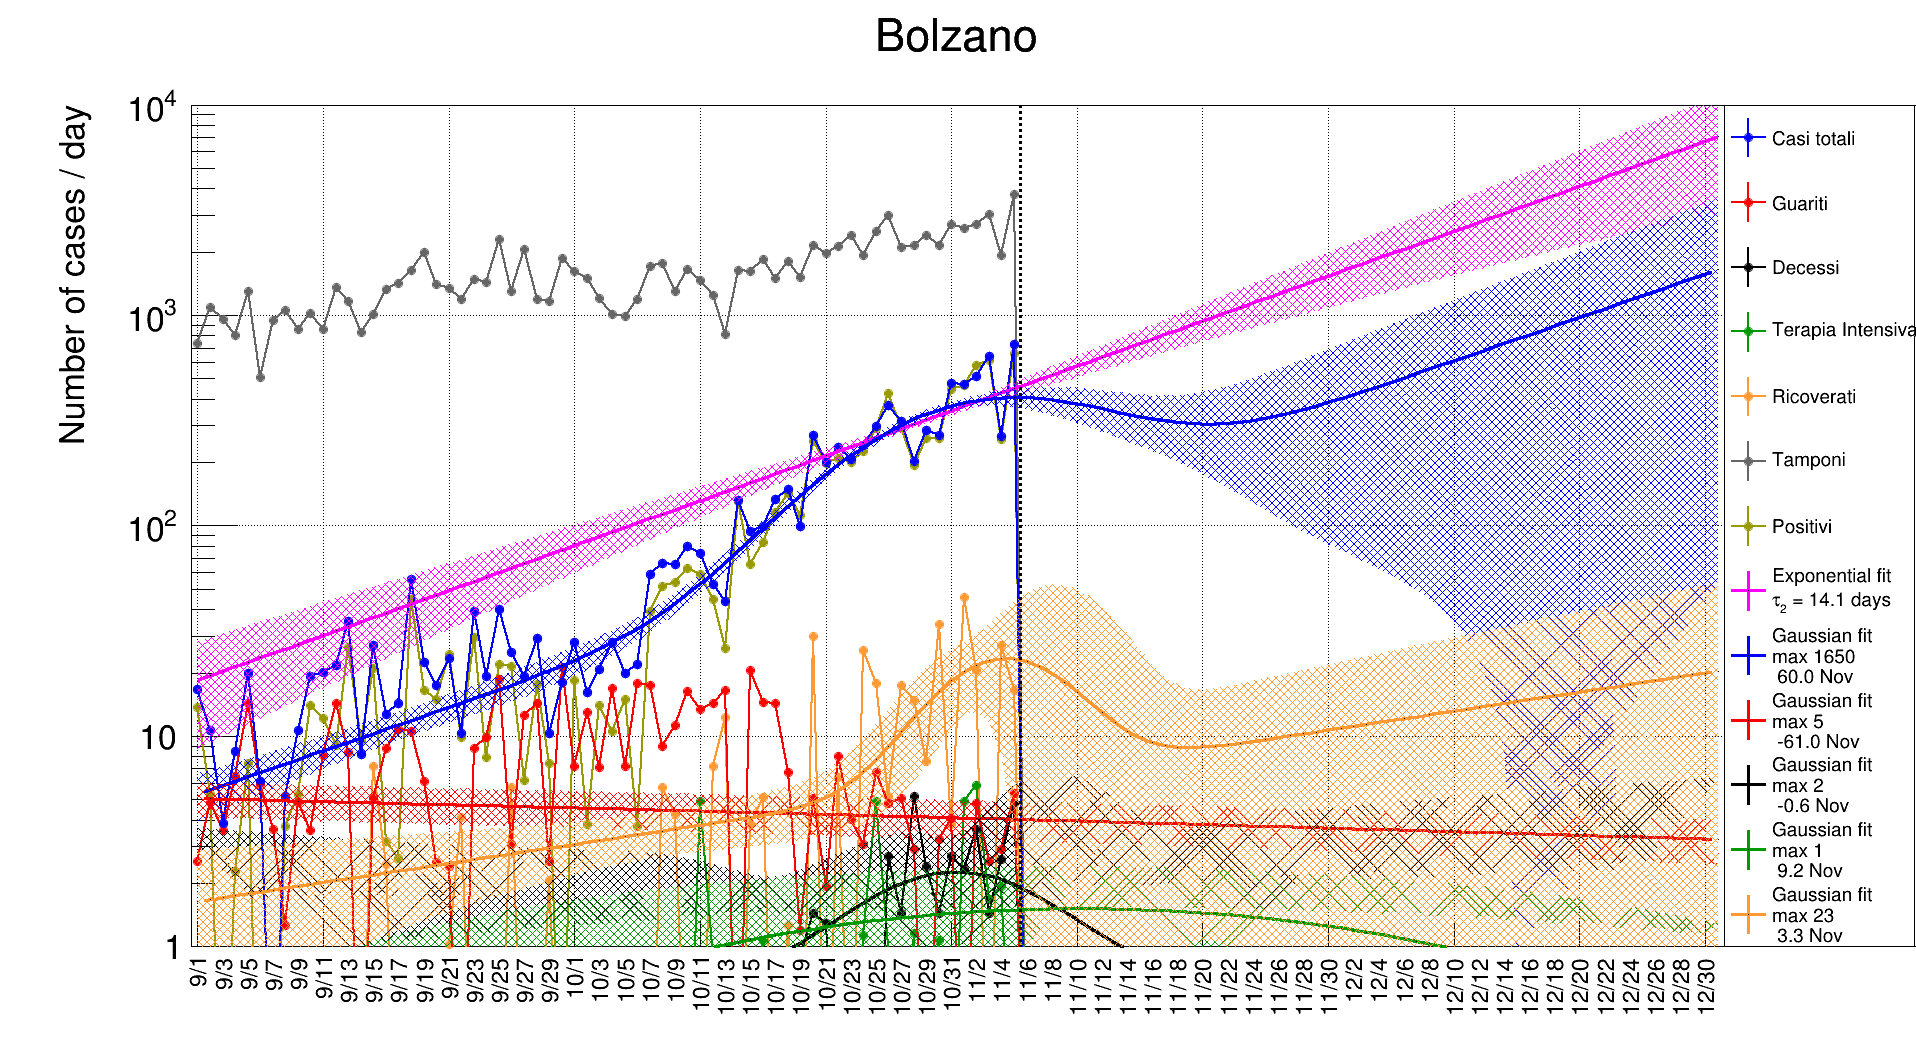 Bolzano
Number of cases / day
10^4
10^3
10^2
10
1
9/1
9/3
9/5
9/7
9/9
9/11
9/13
9/15
9/17
9/19
9/21
9/23
9/25
9/27
9/29
10/1
10/3
10/5
10/7
10/9
10/11
10/13
10/15
10/17
10/19
10/21
10/23
10/25
10/27
10/29
10/31
11/2
11/4
11/6
11/8
11/10
11/12
11/14
11/16
11/18
11/20
11/22
11/24
11/26
11/28
11/30
12/2
12/4
12/6
12/8
12/10
12/12
12/14
12/16
12/18
12/20
12/22
12/24
12/26
12/28
12/30
Casi totali
Guariti
Decessi
Terapia Intensiva
Ricoverati
Tamponi
Positivi
Exponential fit
τ_2 = 14.1 days
Gaussian fit
max 1650
60.0 Nov
Gaussian fit
max 5
-61.0 Nov
Gaussian fit
max 2
-0.6 Nov
Gaussian fit
max 1
9.2 Nov
Gaussian fit
max 23
3.3 Nov